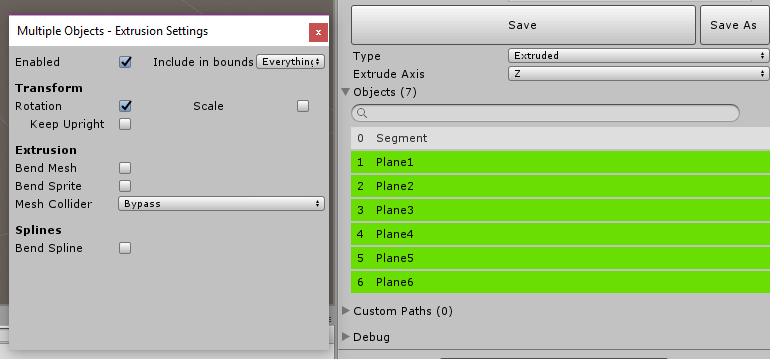 Multiple Objects - Extrusion Settings
x
Enabled
Include in bounds
Everything
Transform
Rotation
Scale
Keep Upright
Extrusion
Bend Mesh
Bend Sprite
Mesh Collider
Bypass
Splines
Bend Spline
Save
Save As
Type
Extruded
Extrude Axis
Z
Objects (7)
0 Segment
1 Plane1
2 Plane2
3 Plane3
4 Plane4
5 Plane5
6 Plane6
Custom Paths (0)
Debug